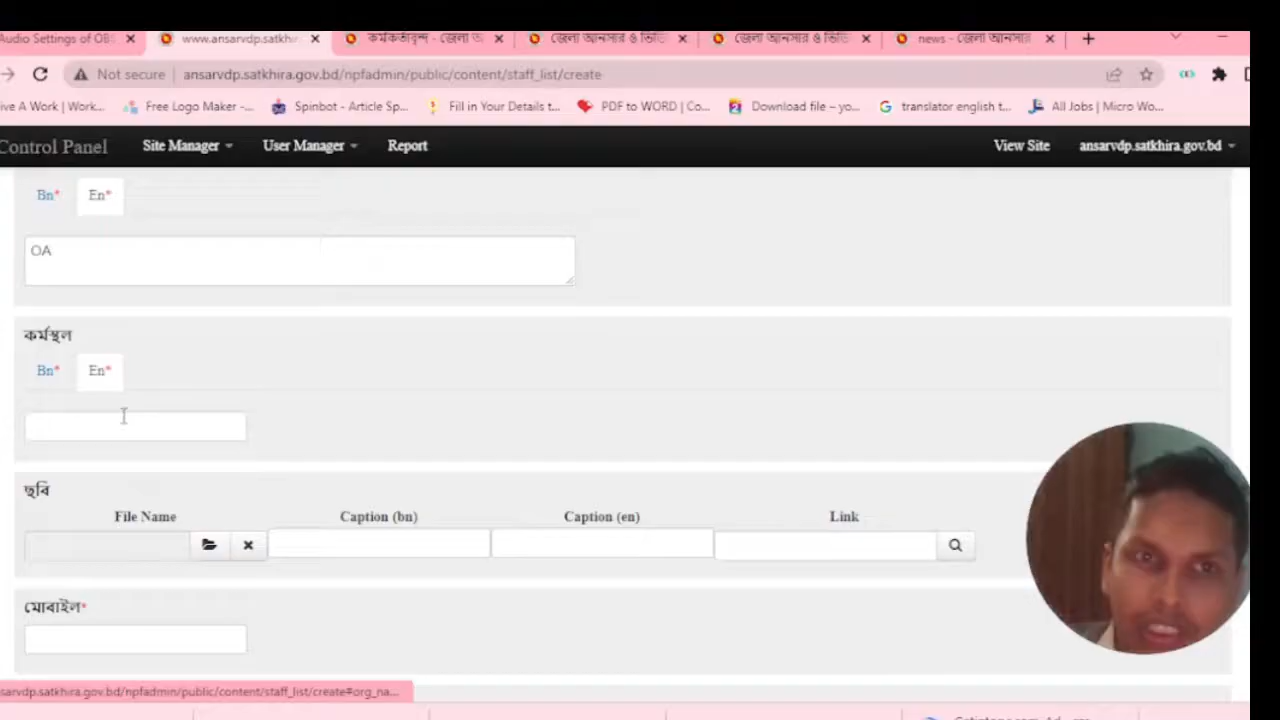 Audio Settings of OBS
www.ansarvdp.satkhi
কর্মকর্তাবৃন্দ - জেলা
জেলা আনসার ও ভিডি
জেলা আনসার ও ভিডি
news - জেলা আনসার
Not secure | ansarvdp.satkhira.gov.bd/npfadmin/public/content/staff_list/create
ive A Work | Work...
Free Logo Maker -...
Spinbot - Article Sp...
Fill in Your Details t...
PDF to WORD | Co...
Download file – yo...
translator english t...
All Jobs | Micro Wo...
Control Panel
Site Manager
User Manager
Report
View Site
ansarvdp.satkhira.gov.bd
Bn* En*
OA
কর্মস্থল
Bn* En*
ছবি
File Name Caption (bn) Caption (en) Link
মোবাইল*
sarvdp.satkhira.gov.bd/npfadmin/public/content/staff_list/create#org_na...